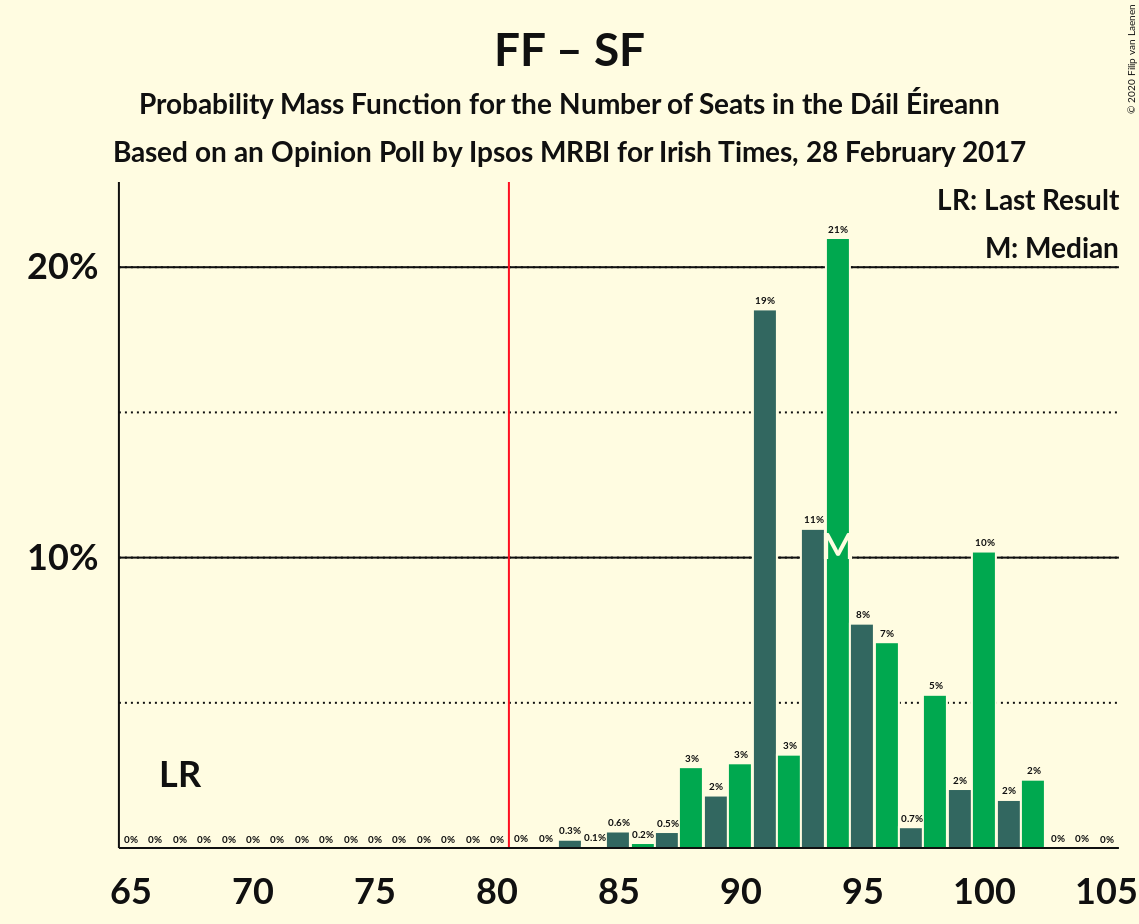 FF – SF
Probability Mass Function for the Number of Seats in the Dáil Éireann
Based on an Opinion Poll by Ipsos MRBI for Irish Times, 28 February 2017
© 2020 Filip van Laenen
LR: Last Result
M: Median
20%
10%
LR
M
0% 0% 0% 0% 0% 0% 0% 0% 0% 0% 0% 0% 0% 0% 0% 0% 0% 0% 0.3% 0.1% 0.6% 0.2% 0.5% 3% 2% 3% 19% 3% 11% 21% 8% 7% 0.7% 5% 2% 10% 2% 2% 0% 0% 0%
65 70 75 80 85 90 95 100 105